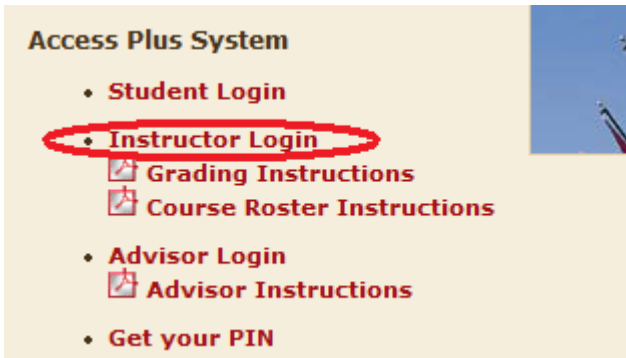 Access Plus System
• Student Login
• Instructor Login
Grading Instructions
Course Roster Instructions
• Advisor Login
Advisor Instructions
• Get your PIN